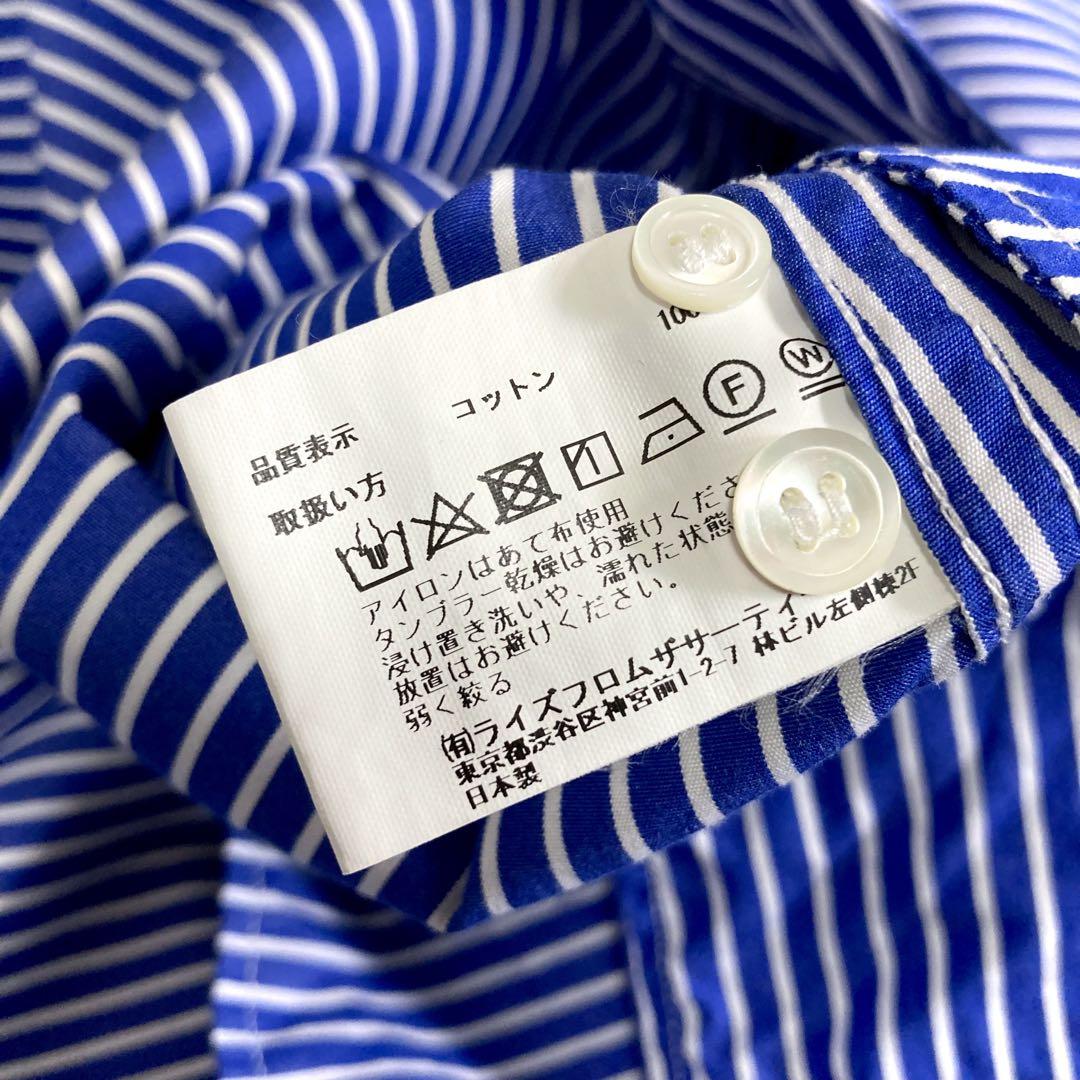 品質表示
コットン 100
取扱い方
F W
アイロンはあて布使用
タンブラー乾燥はお避けくださ
浸け置き洗いや、濡れた状態
放置はお避けください。
弱く絞る
(有)ライズフロムザサーティ
東京都渋谷区神宮前1-2-7 林ビル左側棟2F
日本製